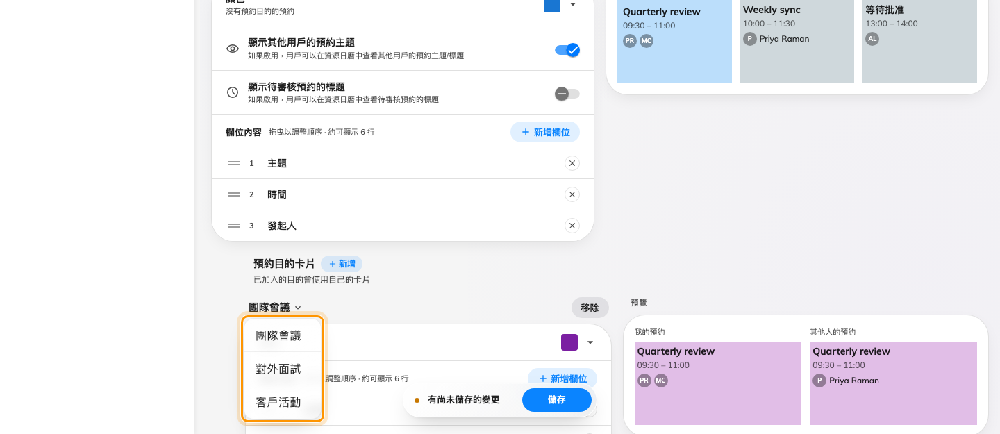 沒有預約目的的預約
顯示其他用戶的預約主題
如果啟用，用戶可以在資源日曆中查看其他用戶的預約主題/標題
顯示待審核預約的標題
如果啟用，用戶可以在資源日曆中查看待審核預約的標題
欄位內容 拖曳以調整順序 · 約可顯示 6 行
+ 新增欄位
1 主題
2 時間
3 發起人
Quarterly review
09:30 – 11:00
PR MC
Weekly sync
10:00 – 11:30
P Priya Raman
等待批准
13:00 – 14:00
AL
預約目的卡片 + 新增
已加入的目的會使用自己的卡片
團隊會議
移除
團隊會議
對外面試
客戶活動
調整順序 · 約可顯示 6 行
+ 新增欄位
有尚未儲存的變更
儲存
預覽
我的預約
Quarterly review
09:30 – 11:00
PR MC
其他人的預約
Quarterly review
09:30 – 11:00
P Priya Raman